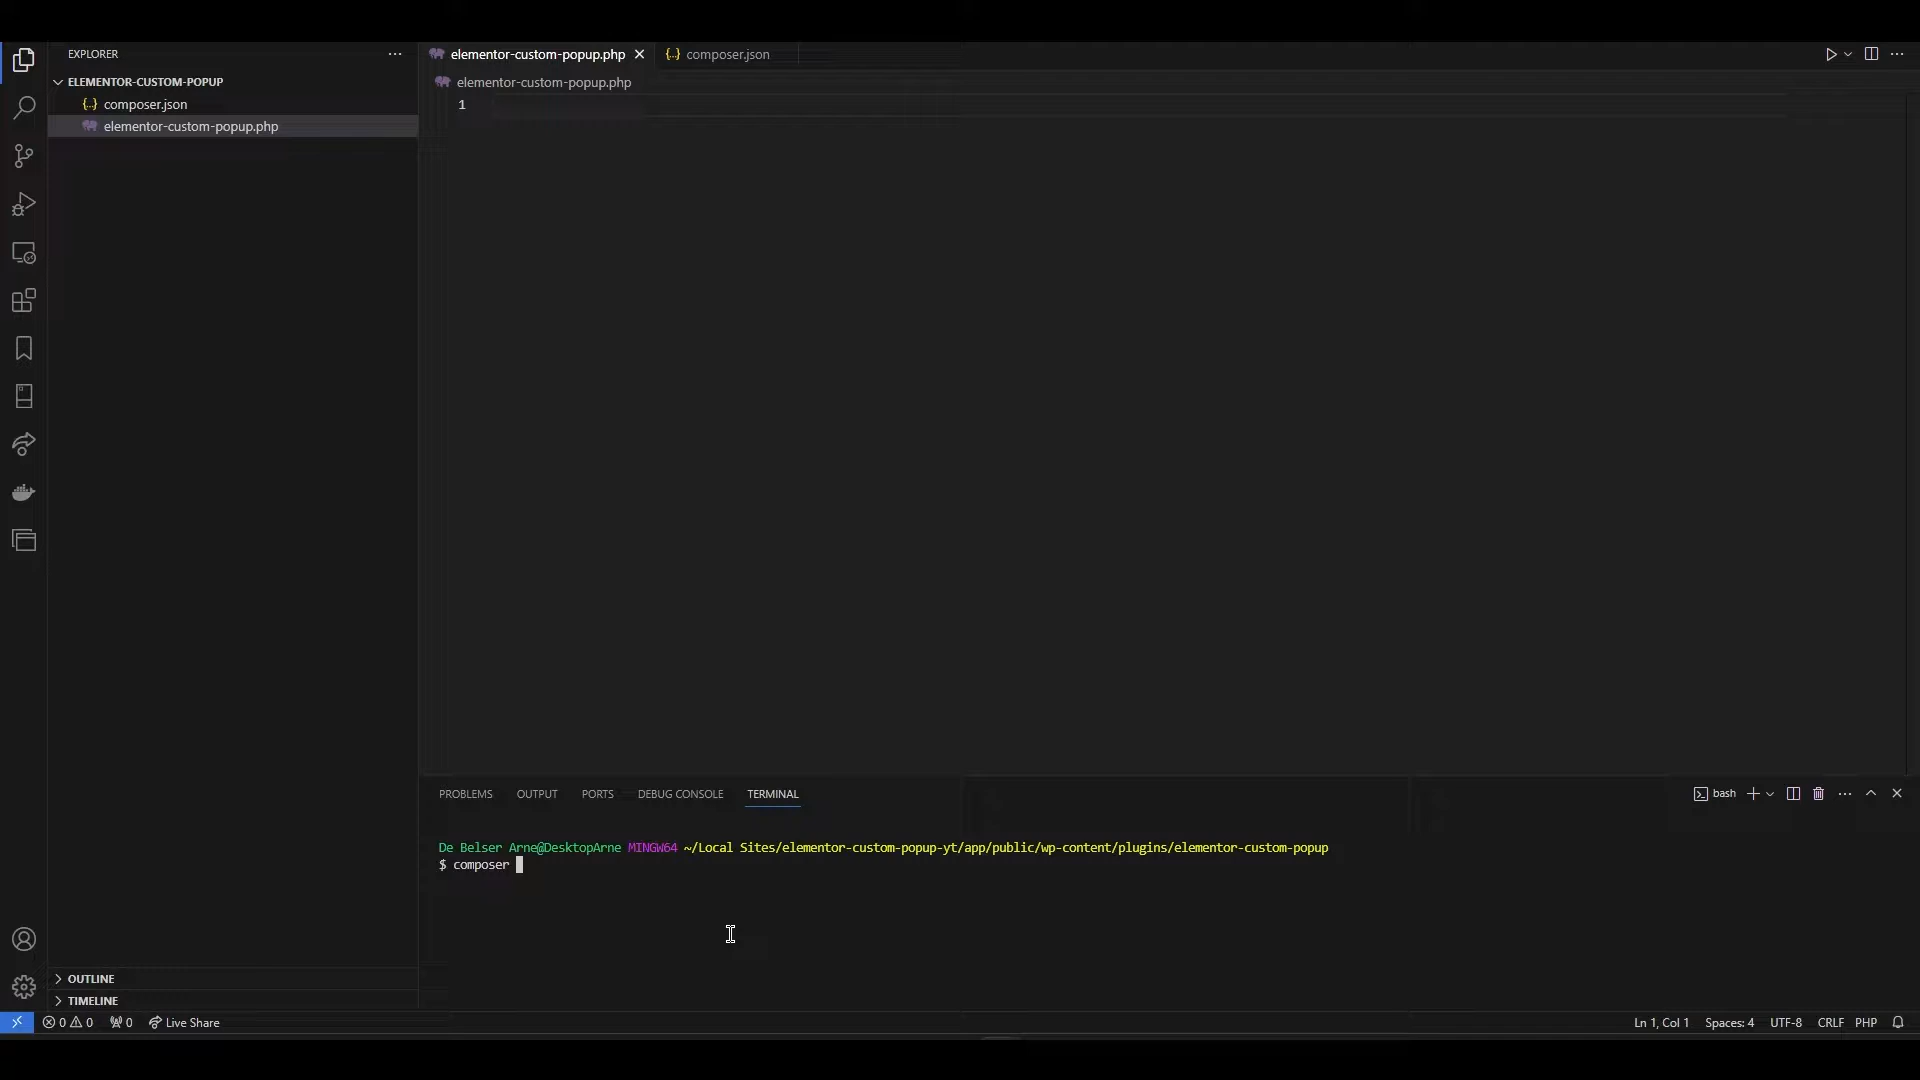 EXPLORER
ELEMENTOR-CUSTOM-POPUP
{..} composer.json
elementor-custom-popup.php
elementor-custom-popup.php
{..} composer.json
elementor-custom-popup.php
1
PROBLEMS OUTPUT PORTS DEBUG CONSOLE TERMINAL
bash
De Belser Arne@DesktopArne MINGW64 ~/Local Sites/elementor-custom-popup-yt/app/public/wp-content/plugins/elementor-custom-popup
$ composer
OUTLINE
TIMELINE
0 0 0 Live Share
Ln 1, Col 1 Spaces: 4 UTF-8 CRLF PHP